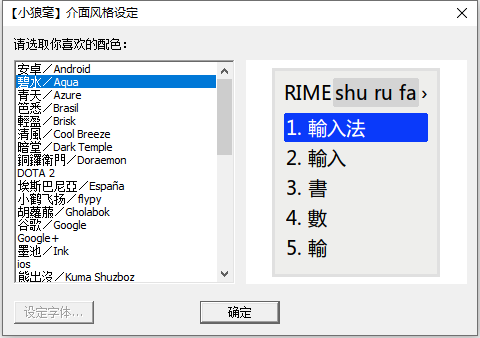 【小狼毫】介面风格设定
请选取你喜欢的配色：
安卓／Android
碧水／Aqua
青天／Azure
笆悉／Brasil
輕盈／Brisk
清風／Cool Breeze
暗堂／Dark Temple
銅鑼衛門／Doraemon
DOTA 2
埃斯巴尼亞／España
小鹤飞扬／flypy
胡蘿蔔／Gholabok
谷歌／Google
Google+
墨池／Ink
ios
熊出沒／Kuma Shuzboz
RIME shu ru fa ›
1. 輸入法
2. 輸入
3. 書
4. 數
5. 輸
设定字体...
确定